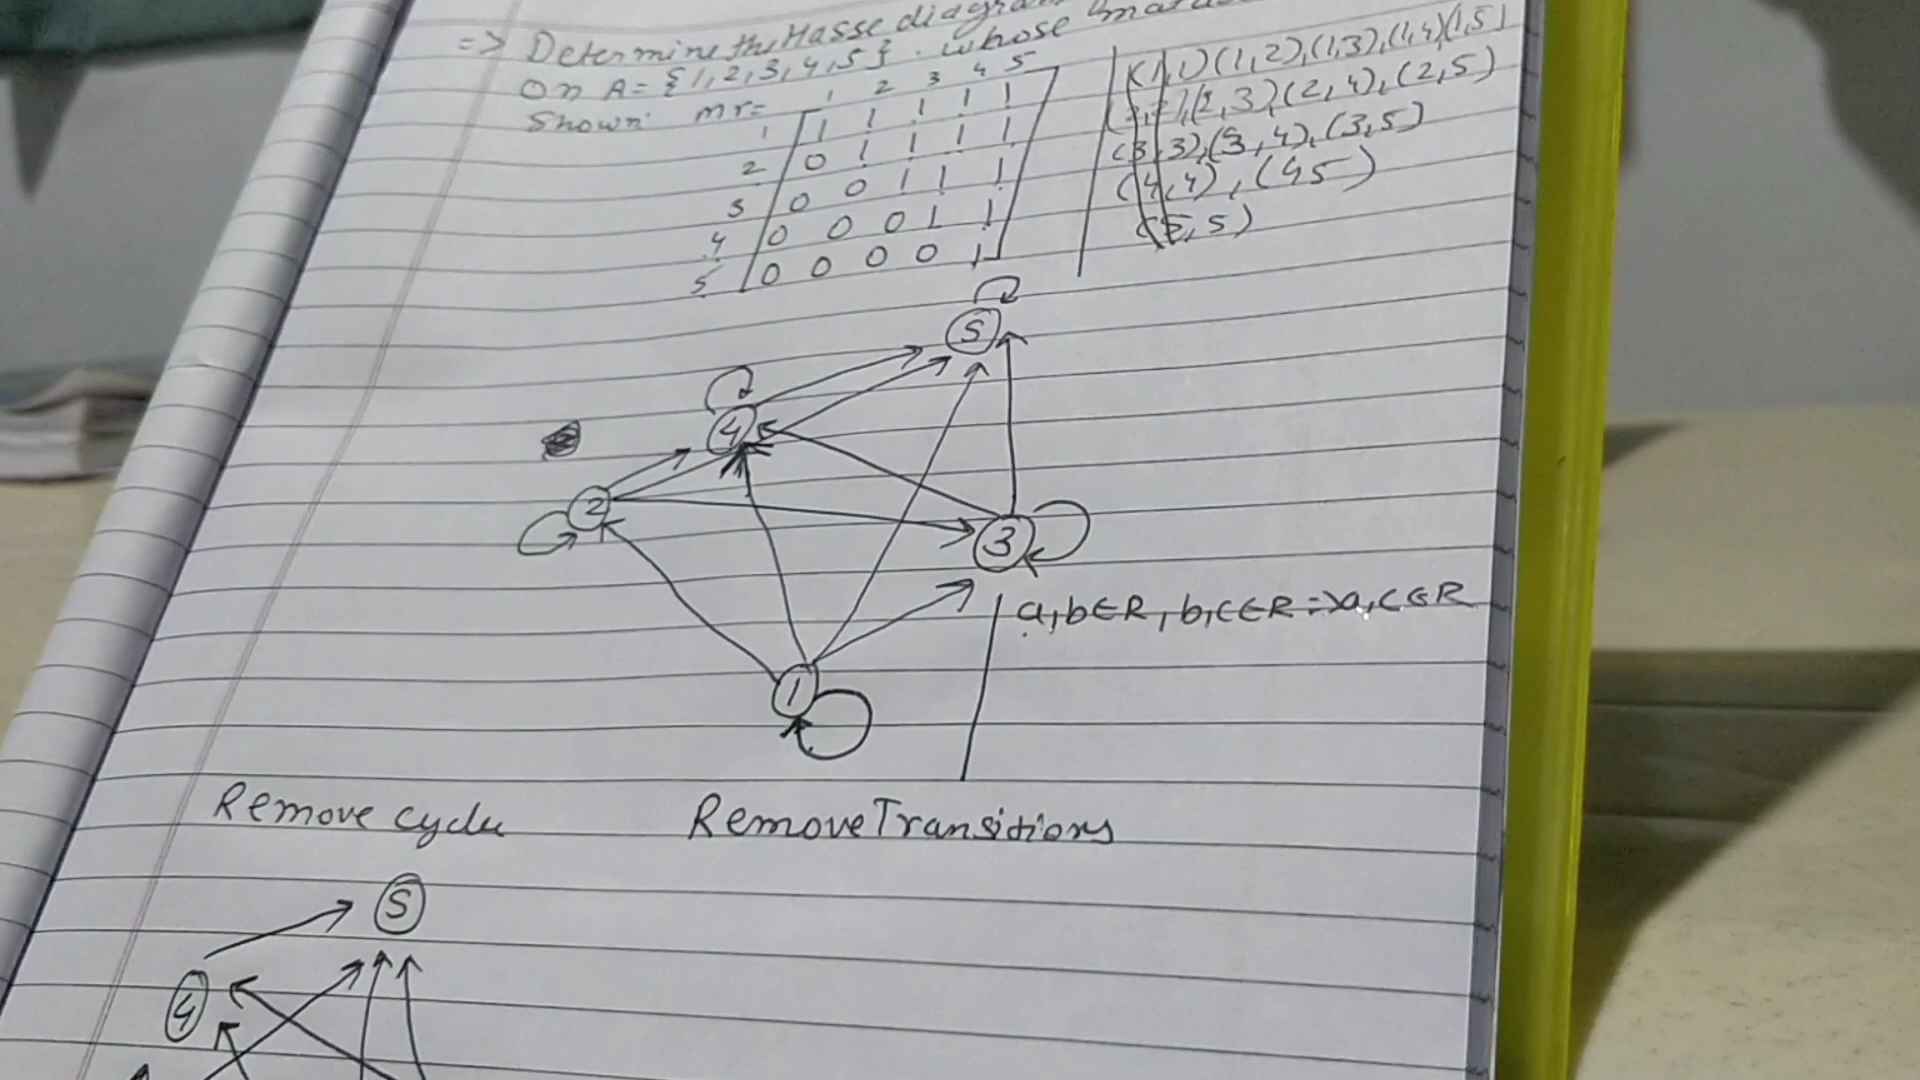 => Determine the Hasse diagram
on A = {1,2,3,4,5}. whose
Shown: mr=
1 2 3 4 5
1 1 1 1 1 1
2 0 1 1 1 1
3 0 0 1 1 1
4 0 0 0 1 1
5 0 0 0 0 1
(1,1)(1,2),(1,3),(1,4)(1,5)
(2,3),(2,4),(2,5)
(3,3),(3,4),(3,5)
(4,4),(45)
(5,5)
5
4
2
3
a,b∈R, b,c∈R => a,c∈R
1
Remove cycle Remove Transitions
5
4